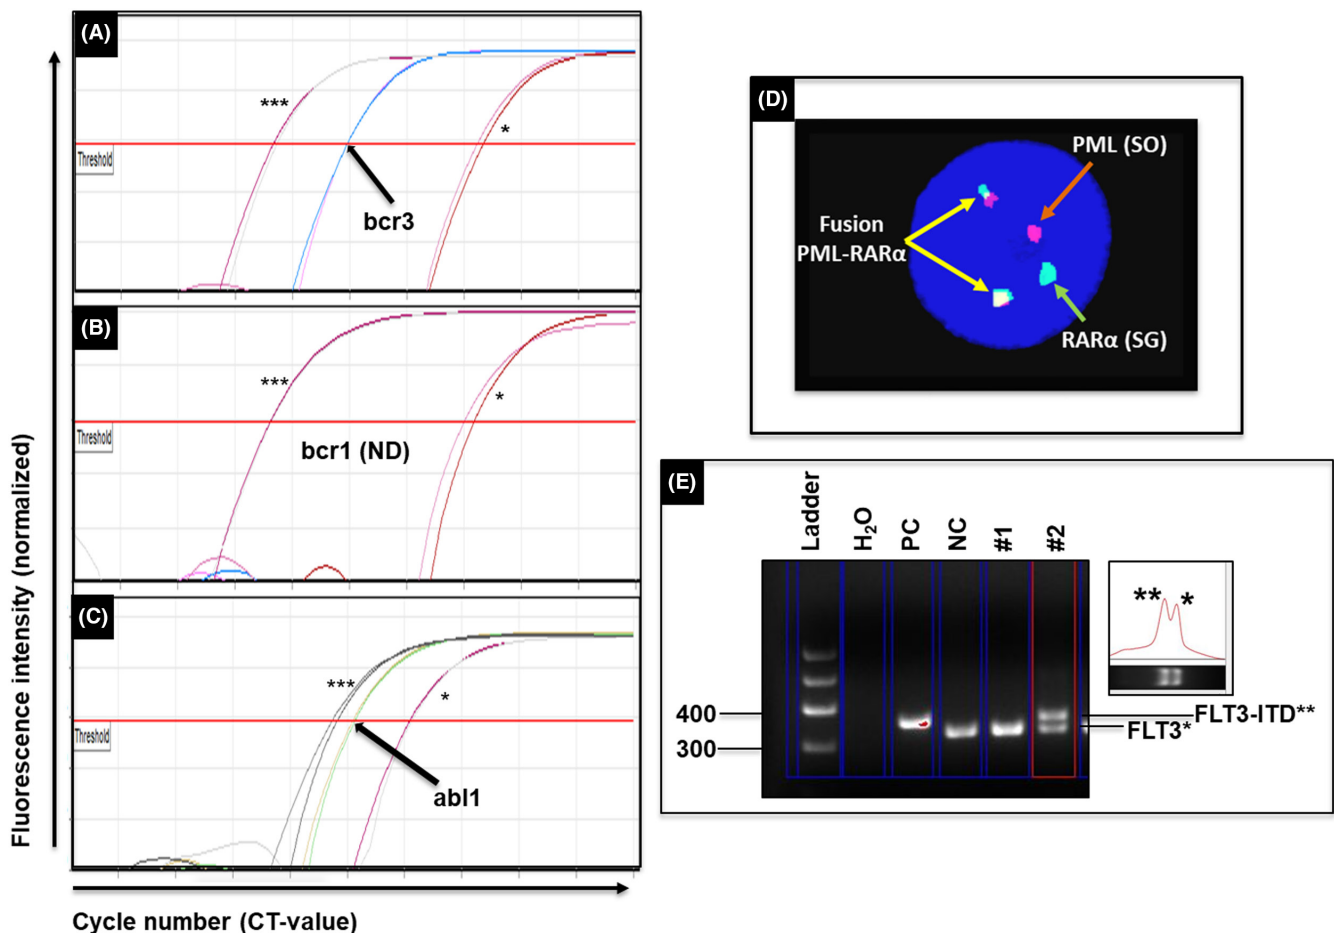 (A)
***
*
Threshold
bcr3
(B)
***
*
Threshold
bcr1 (ND)
(C)
***
*
Threshold
abl1
Fluorescence intensity (normalized)
Cycle number (CT-value)
(D)
PML (SO)
Fusion
PML-RARα
RARα (SG)
(E)
Ladder
H₂O
PC
NC
#1
#2
** *
400
300
FLT3-ITD**
FLT3*